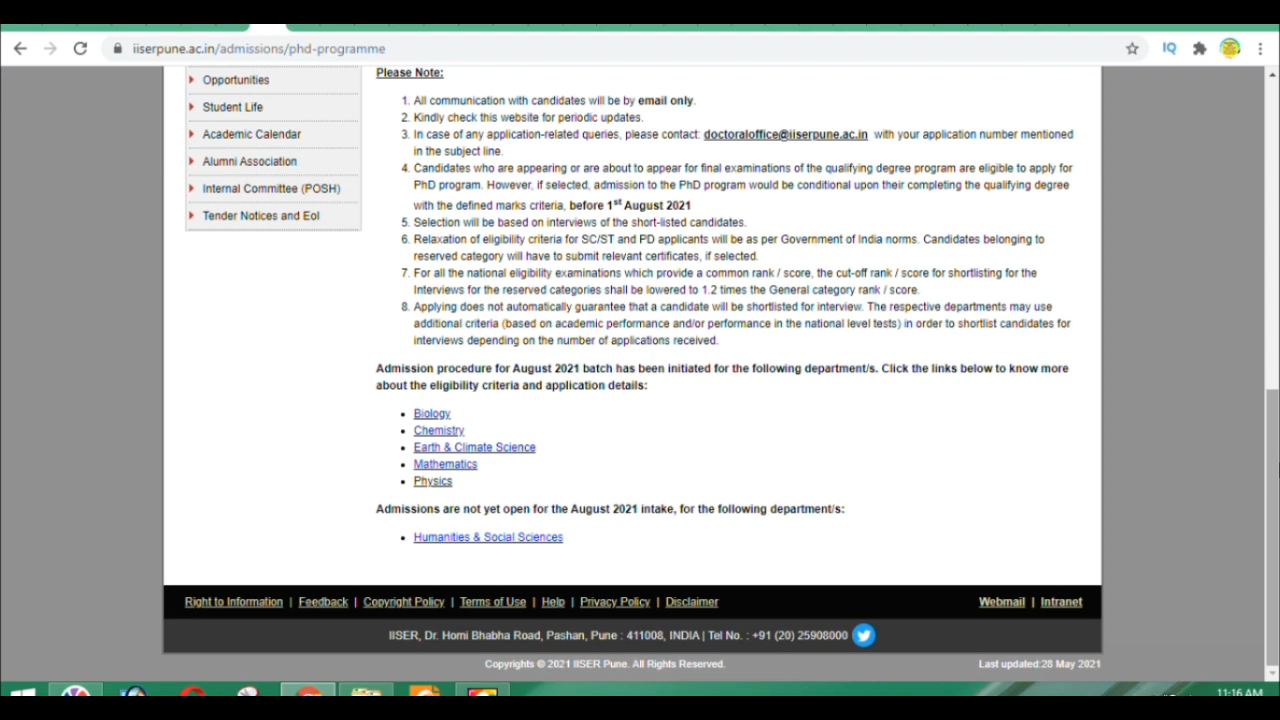 iiserpune.ac.in/admissions/phd-programme
IQ
Opportunities
Student Life
Academic Calendar
Alumni Association
Internal Committee (POSH)
Tender Notices and EoI
Please Note:
1. All communication with candidates will be by email only.
2. Kindly check this website for periodic updates.
3. In case of any application-related queries, please contact: doctoraloffice@iiserpune.ac.in with your application number mentioned
in the subject line.
4. Candidates who are appearing or are about to appear for final examinations of the qualifying degree program are eligible to apply for
PhD program. However, if selected, admission to the PhD program would be conditional upon their completing the qualifying degree
with the defined marks criteria, before 1st August 2021
5. Selection will be based on interviews of the short-listed candidates.
6. Relaxation of eligibility criteria for SC/ST and PD applicants will be as per Government of India norms. Candidates belonging to
reserved category will have to submit relevant certificates, if selected.
7. For all the national eligibility examinations which provide a common rank / score, the cut-off rank / score for shortlisting for the
Interviews for the reserved categories shall be lowered to 1.2 times the General category rank / score.
8. Applying does not automatically guarantee that a candidate will be shortlisted for interview. The respective departments may use
additional criteria (based on academic performance and/or performance in the national level tests) in order to shortlist candidates for
interviews depending on the number of applications received.
Admission procedure for August 2021 batch has been initiated for the following department/s. Click the links below to know more
about the eligibility criteria and application details:
• Biology
• Chemistry
• Earth & Climate Science
• Mathematics
• Physics
Admissions are not yet open for the August 2021 intake, for the following department/s:
• Humanities & Social Sciences
Right to Information | Feedback | Copyright Policy | Terms of Use | Help | Privacy Policy | Disclaimer
Webmail | Intranet
IISER, Dr. Homi Bhabha Road, Pashan, Pune : 411008, INDIA | Tel No. : +91 (20) 25908000
Copyrights © 2021 IISER Pune. All Rights Reserved.
Last updated:28 May 2021
11:16 AM